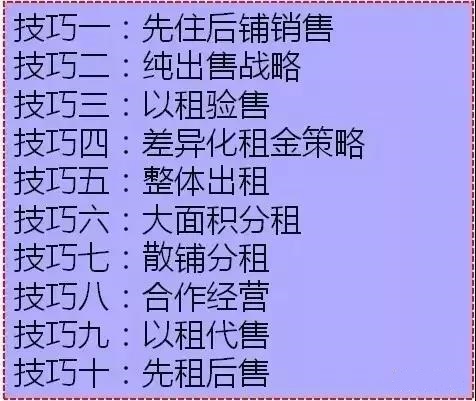 技巧一：先住后铺销售
技巧二：纯出售战略
技巧三：以租验售
技巧四：差异化租金策略
技巧五：整体出租
技巧六：大面积分租
技巧七：散铺分租
技巧八：合作经营
技巧九：以租代售
技巧十：先租后售